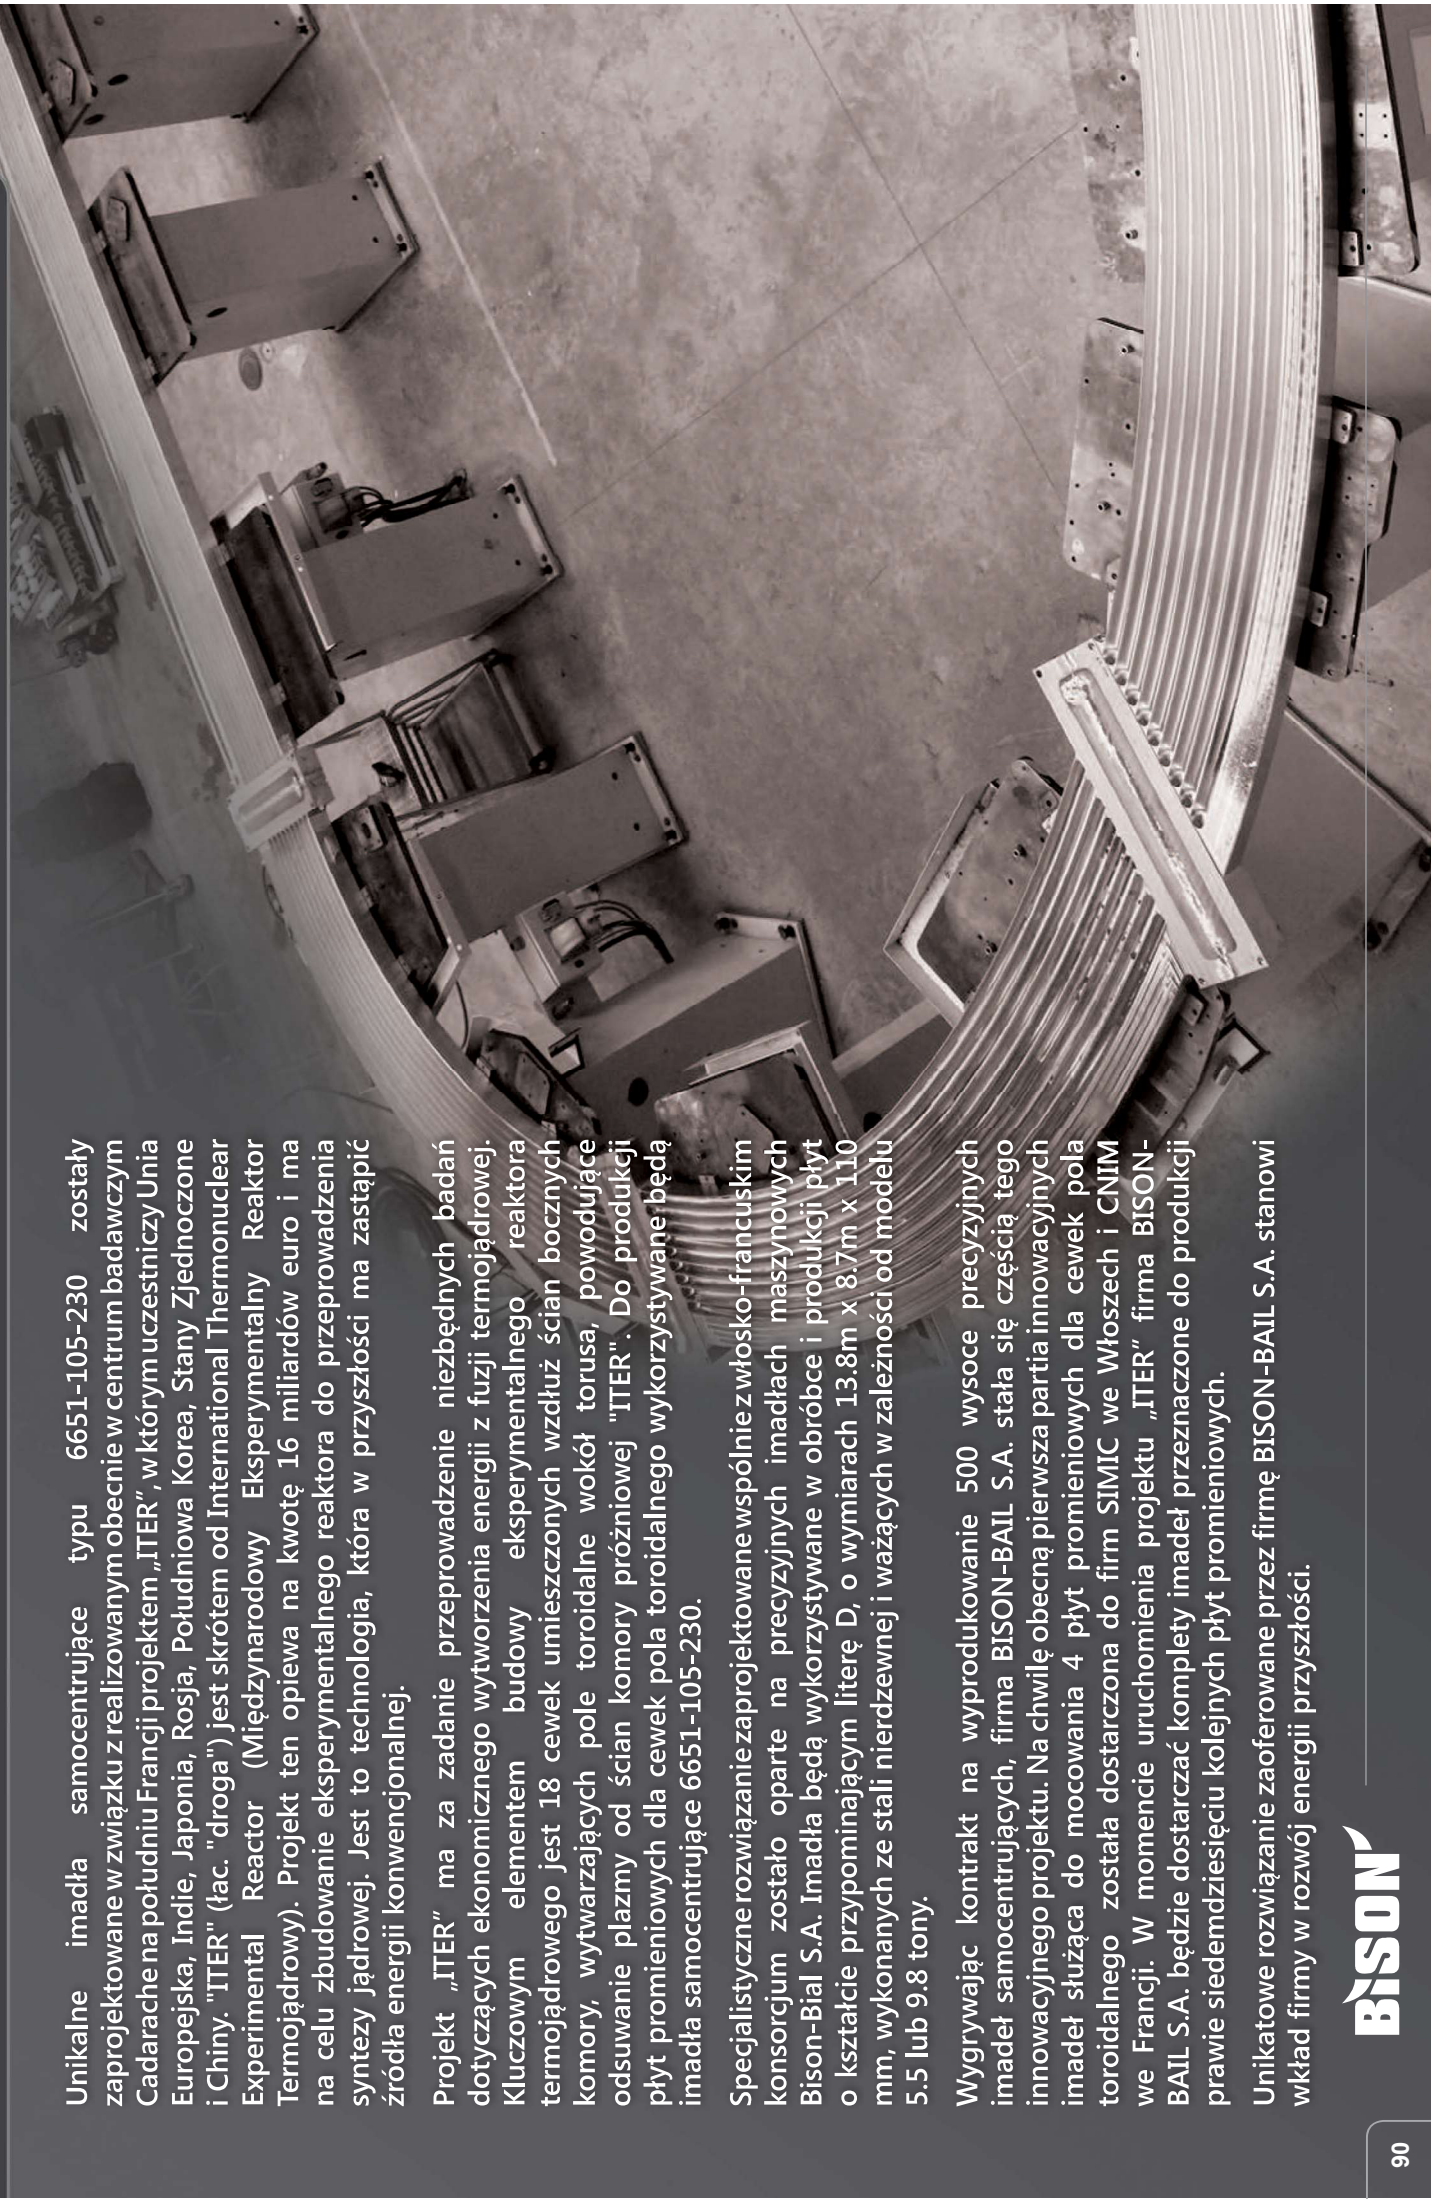 Unikalne imadła samocentrujące typu 6651-105-230 zostały
zaprojektowane w związku z realizowanym obecnie w centrum badawczym
Cadarache na południu Francji projektem „ITER”, w którym uczestniczy Unia
Europejska, Indie, Japonia, Rosja, Południowa Korea, Stany Zjednoczone
i Chiny. "ITER" (łac. "droga") jest skrótem od International Thermonuclear
Experimental Reactor (Międzynarodowy Eksperymentalny Reaktor
Termojądrowy). Projekt ten opiewa na kwotę 16 miliardów euro i ma
na celu zbudowanie eksperymentalnego reaktora do przeprowadzenia
syntezy jądrowej. Jest to technologia, która w przyszłości ma zastąpić
źródła energii konwencjonalnej.
Projekt „ITER” ma za zadanie przeprowadzenie niezbędnych badań
dotyczących ekonomicznego wytworzenia energii z fuzji termojądrowej.
Kluczowym elementem budowy eksperymentalnego reaktora
termojądrowego jest 18 cewek umieszczonych wzdłuż ścian bocznych
komory, wytwarzających pole toroidalne wokół torusa, powodujące
odsuwanie plazmy od ścian komory próżniowej "ITER". Do produkcji
płyt promieniowych dla cewek pola toroidalnego wykorzystywane będą
imadła samocentrujące 6651-105-230.
Specjalistyczne rozwiązanie zaprojektowane wspólnie z włosko-francuskim
konsorcjum zostało oparte na precyzyjnych imadłach maszynowych
Bison-Bial S.A. Imadła będą wykorzystywane w obróbce i produkcji płyt
o kształcie przypominającym literę D, o wymiarach 13.8m x 8.7m x 110
mm, wykonanych ze stali nierdzewnej i ważących w zależności od modelu
5.5 lub 9.8 tony.
Wygrywając kontrakt na wyprodukowanie 500 wysoce precyzyjnych
imadeł samocentrujących, firma BISON-BAIL S.A. stała się częścią tego
innowacyjnego projektu. Na chwilę obecną pierwsza partia innowacyjnych
imadeł służąca do mocowania 4 płyt promieniowych dla cewek pola
toroidalnego została dostarczona do firm SIMIC we Włoszech i CNIM
we Francji. W momencie uruchomienia projektu „ITER” firma BISON-
BAIL S.A. będzie dostarczać komplety imadeł przeznaczone do produkcji
prawie siedemdziesięciu kolejnych płyt promieniowych.
Unikatowe rozwiązanie zaoferowane przez firmę BISON-BAIL S.A. stanowi
wkład firmy w rozwój energii przyszłości.
BiSON
90